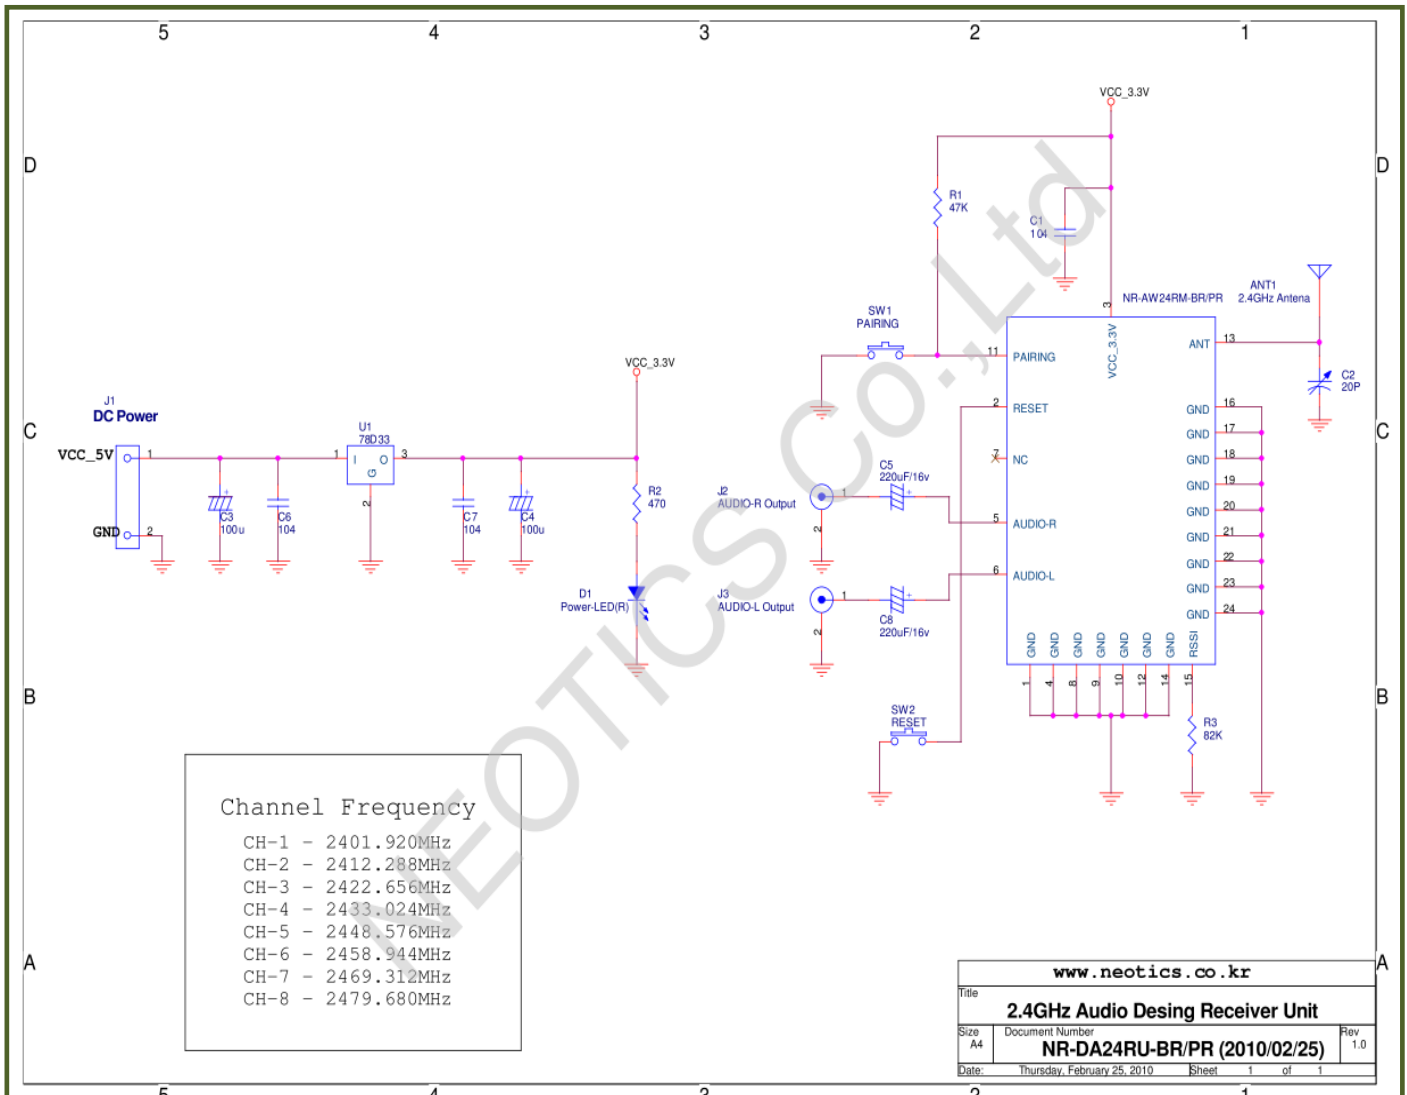 5 4 3 2 1
D D
C C
B B
A A
VCC_3.3V
R1
47K
C1
104
ANT1
2.4GHz Antena
NR-AW24RM-BR/PR
3
VCC_3.3V
SW1
PAIRING
11 PAIRING
2 RESET
7 NC
5 AUDIO-R
6 AUDIO-L
ANT 13
GND 16
GND 17
GND 18
GND 19
GND 20
GND 21
GND 22
GND 23
GND 24
GND GND GND GND GND GND GND RSSI
1 4 8 9 10 12 14 15
C2
20P
R3
82K
VCC_3.3V
J1
DC Power
VCC_5V 1
GND 2
U1
78D33
1 I O 3
G
2
C3
100u
C6
104
C7
104
C4
100u
R2
470
D1
Power-LED(R)
J2
AUDIO-R Output
1
2
C5
220uF/16v
J3
AUDIO-L Output
1
2
C8
220uF/16v
SW2
RESET
NEOTICS Co.,Ltd
Channel Frequency
CH-1 - 2401.920MHz
CH-2 - 2412.288MHz
CH-3 - 2422.656MHz
CH-4 - 2433.024MHz
CH-5 - 2448.576MHz
CH-6 - 2458.944MHz
CH-7 - 2469.312MHz
CH-8 - 2479.680MHz
www.neotics.co.kr
Title
2.4GHz Audio Desing Receiver Unit
Size Document Number Rev
A4 NR-DA24RU-BR/PR (2010/02/25) 1.0
Date: Thursday, February 25, 2010 Sheet 1 of 1
5 4 3 2 1